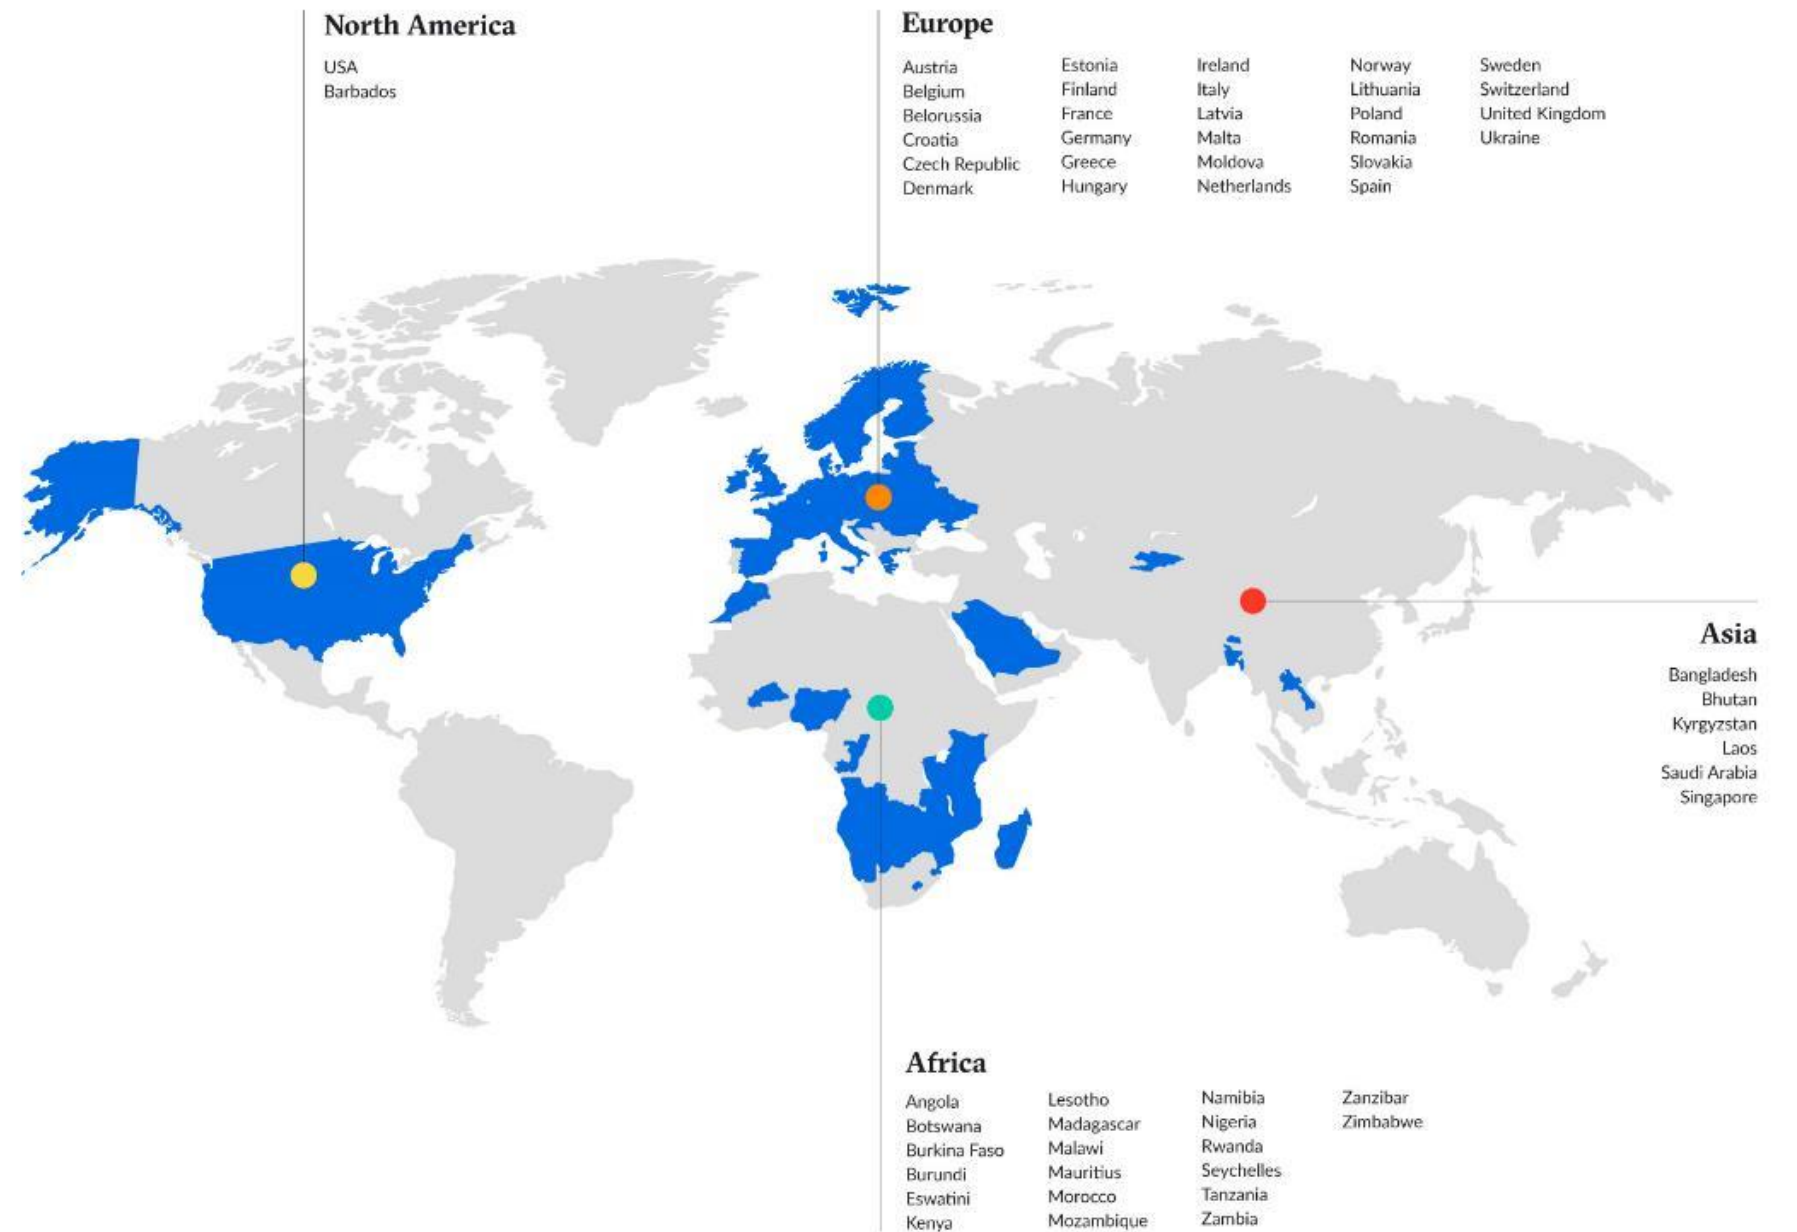 North America
USA
Barbados
Europe
Austria
Belgium
Belorussia
Croatia
Czech Republic
Denmark
Estonia
Finland
France
Germany
Greece
Hungary
Ireland
Italy
Latvia
Malta
Moldova
Netherlands
Norway
Lithuania
Poland
Romania
Slovakia
Spain
Sweden
Switzerland
United Kingdom
Ukraine
Asia
Bangladesh
Bhutan
Kyrgyzstan
Laos
Saudi Arabia
Singapore
Africa
Angola
Botswana
Burkina Faso
Burundi
Eswatini
Kenya
Lesotho
Madagascar
Malawi
Mauritius
Morocco
Mozambique
Namibia
Nigeria
Rwanda
Seychelles
Tanzania
Zambia
Zanzibar
Zimbabwe